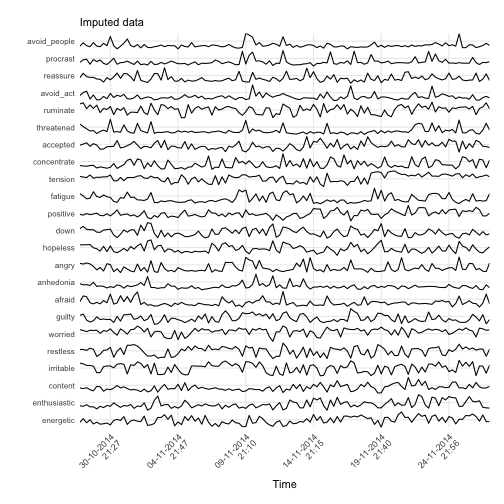 Imputed data
avoid_people
procrast
reassure
avoid_act
ruminate
threatened
accepted
concentrate
tension
fatigue
positive
down
hopeless
angry
anhedonia
afraid
guilty
worried
restless
irritable
content
enthusiastic
energetic
30-10-2014
21:27
04-11-2014
21:47
09-11-2014
21:10
14-11-2014
21:15
19-11-2014
21:40
24-11-2014
21:56
Time